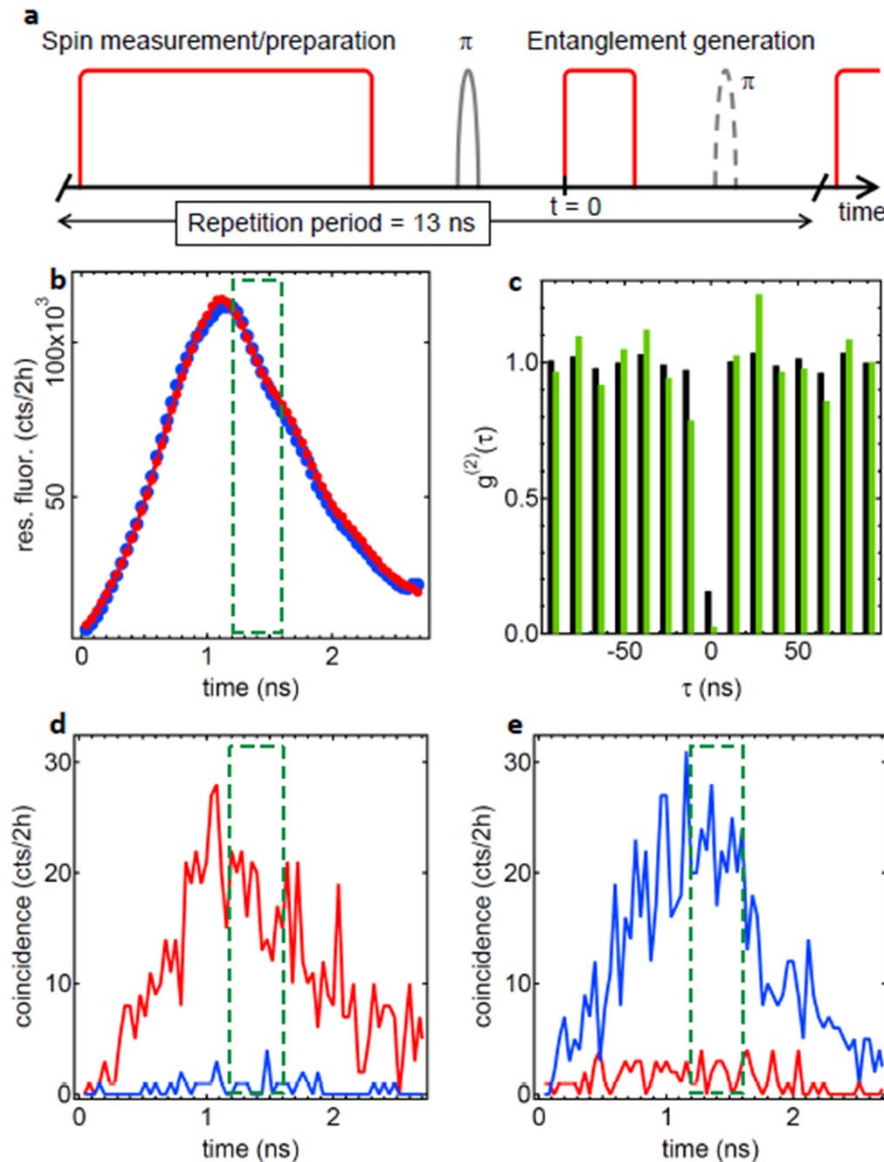 a
Spin measurement/preparation π Entanglement generation
π
t = 0
Repetition period = 13 ns time
b
res. fluor. (cts/2h)
100x10³
50
0 1 2
time (ns)
c
g⁽²⁾(τ)
1.0
0.5
0.0
-50 0 50
τ (ns)
d
coincidence (cts/2h)
30
20
10
0
0 1 2
time (ns)
e
coincidence (cts/2h)
30
20
10
0
0 1 2
time (ns)